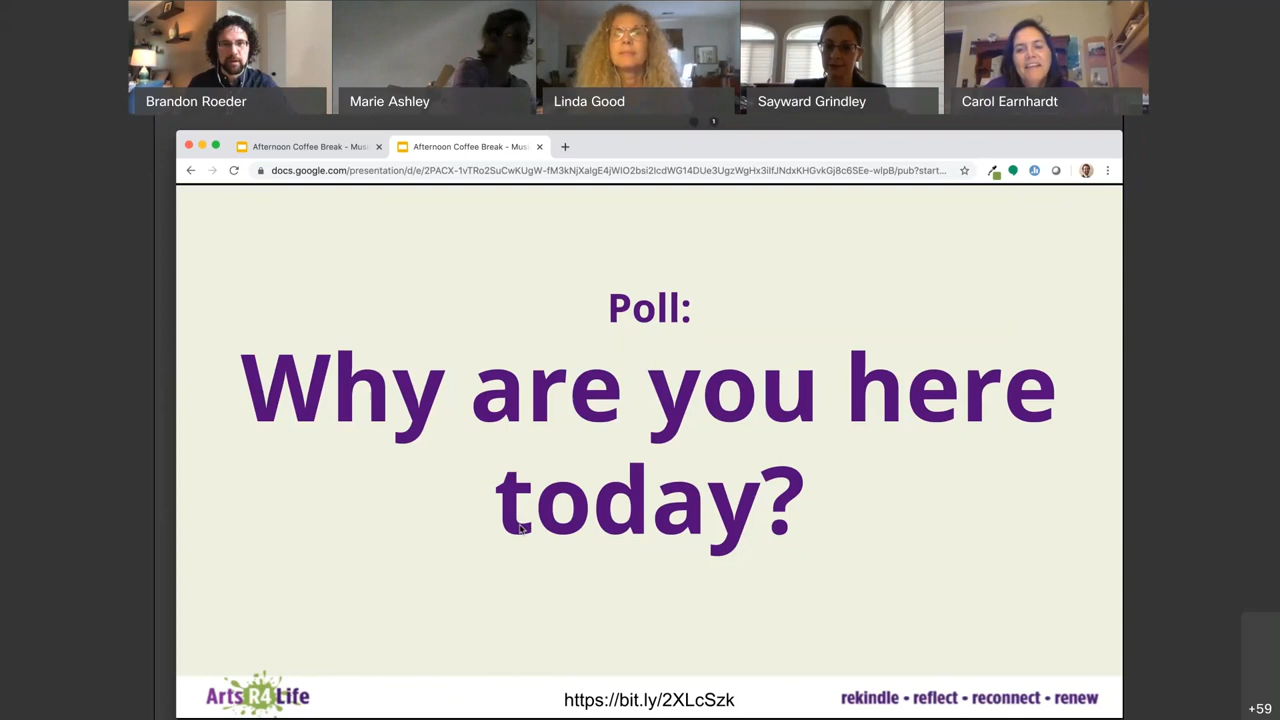 Brandon Roeder
Marie Ashley
Linda Good
Sayward Grindley
Carol Earnhardt
1
Afternoon Coffee Break - Mus
Afternoon Coffee Break - Mus
Poll:
Why are you here
today?
Arts R4 Life
https://bit.ly/2XLcSzk
rekindle • reflect • reconnect • renew
+59